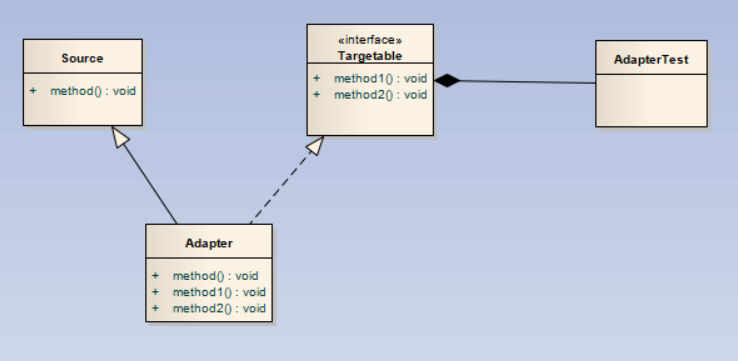 Source
+ method() : void
«interface»
Targetable
+ method1() : void
+ method2() : void
AdapterTest
Adapter
+ method() : void
+ method1() : void
+ method2() : void